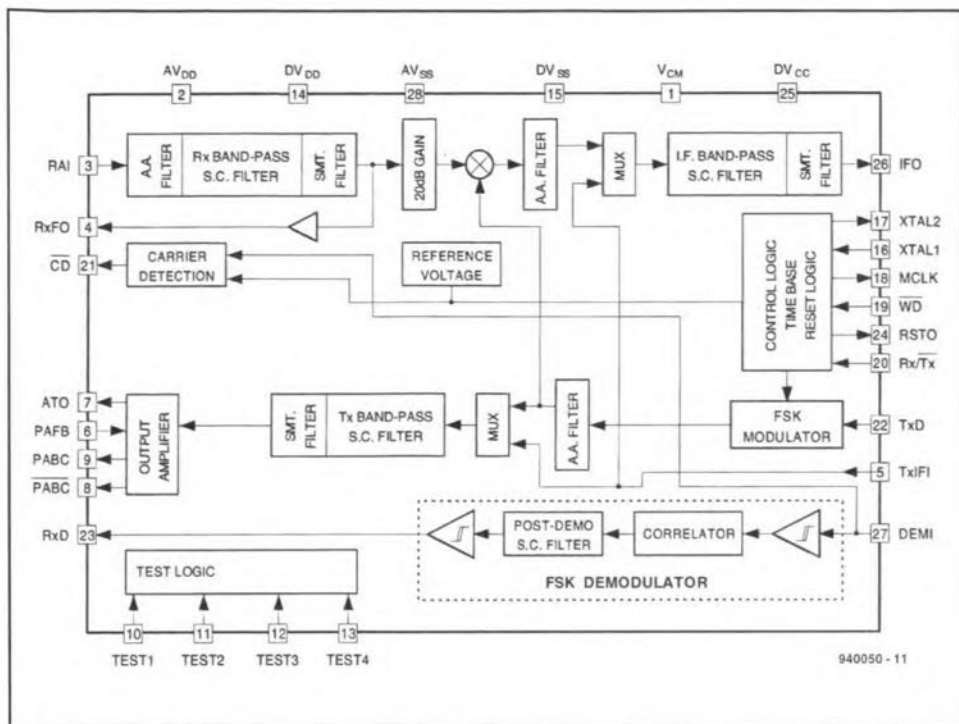 AVDD DVDD AVSS DVSS VCM DVCC
2 14 28 15 1 25
RAI 3
A.A. FILTER
Rx BAND-PASS
S.C. FILTER
SMT. FILTER
20dB GAIN
A.A. FILTER
MUX
I.F. BAND-PASS
S.C. FILTER
SMT. FILTER
26 IFO
RxFO 4
CD 21
CARRIER
DETECTION
REFERENCE
VOLTAGE
CONTROL LOGIC
TIME BASE
RESET LOGIC
17 XTAL2
16 XTAL1
18 MCLK
19 WD
24 RSTO
20 Rx/Tx
ATO 7
PAFB 6
PABC 9
PABC 8
OUTPUT
AMPLIFIER
SMT. FILTER
Tx BAND-PASS
S.C. FILTER
MUX
A.A. FILTER
FSK
MODULATOR
22 TxD
5 TxIFI
RxD 23
POST-DEMO
S.C. FILTER
CORRELATOR
27 DEMI
FSK DEMODULATOR
TEST LOGIC
10 11 12 13
TEST1 TEST2 TEST3 TEST4
940050 - 11